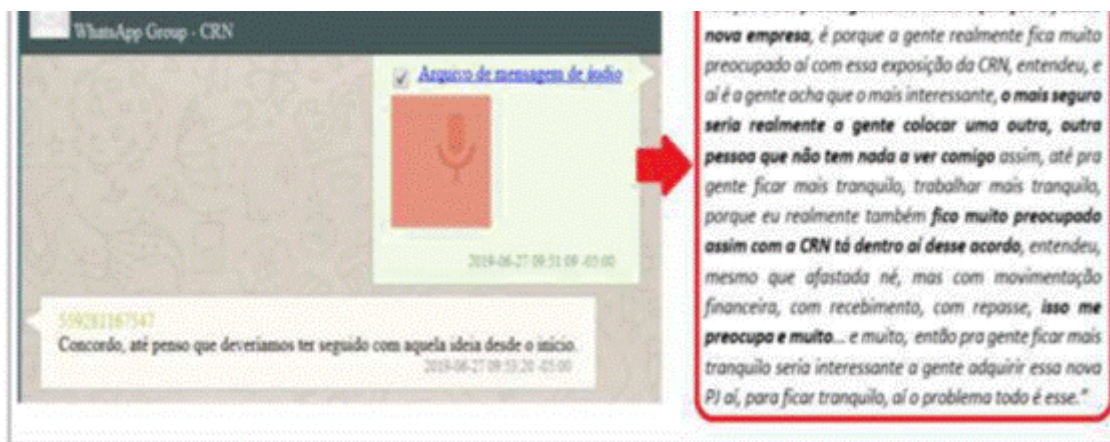 WhatsApp Group - CRN
Arquivo de mensagem de áudio
2019-06-27 09:51:09 -05:00
559281167547
Concordo, até penso que deveriamos ter seguido com aquela ideia desde o inicio.
2019-06-27 09:53:20 -05:00
nova empresa, é porque a gente realmente fica muito
preocupado aí com essa exposição da CRN, entendeu, e
aí é a gente acha que o mais interessante, o mais seguro
seria realmente a gente colocar uma outra, outra
pessoa que não tem nada a ver comigo assim, até pra
gente ficar mais tranquilo, trabalhar mais tranquilo,
porque eu realmente também fico muito preocupado
assim com a CRN tá dentro aí desse acordo, entendeu,
mesmo que afastada né, mas com movimentação
financeira, com recebimento, com repasse, isso me
preocupa e muito... e muito, então pra gente ficar mais
tranquilo seria interessante a gente adquirir essa nova
PJ aí, para ficar tranquilo, aí o problema todo é esse."